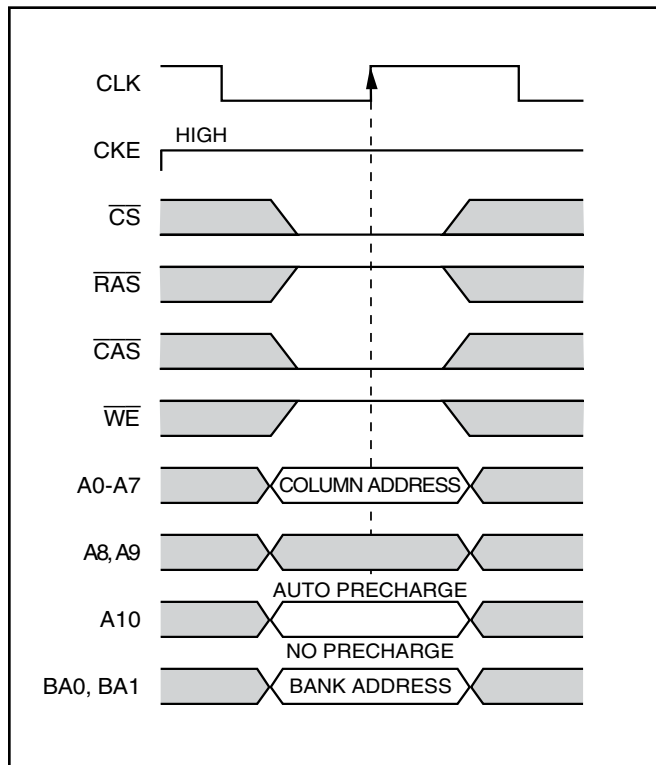 CLK
CKE HIGH
CS
RAS
CAS
WE
A0-A7 COLUMN ADDRESS
A8, A9
AUTO PRECHARGE
A10
NO PRECHARGE
BA0, BA1 BANK ADDRESS